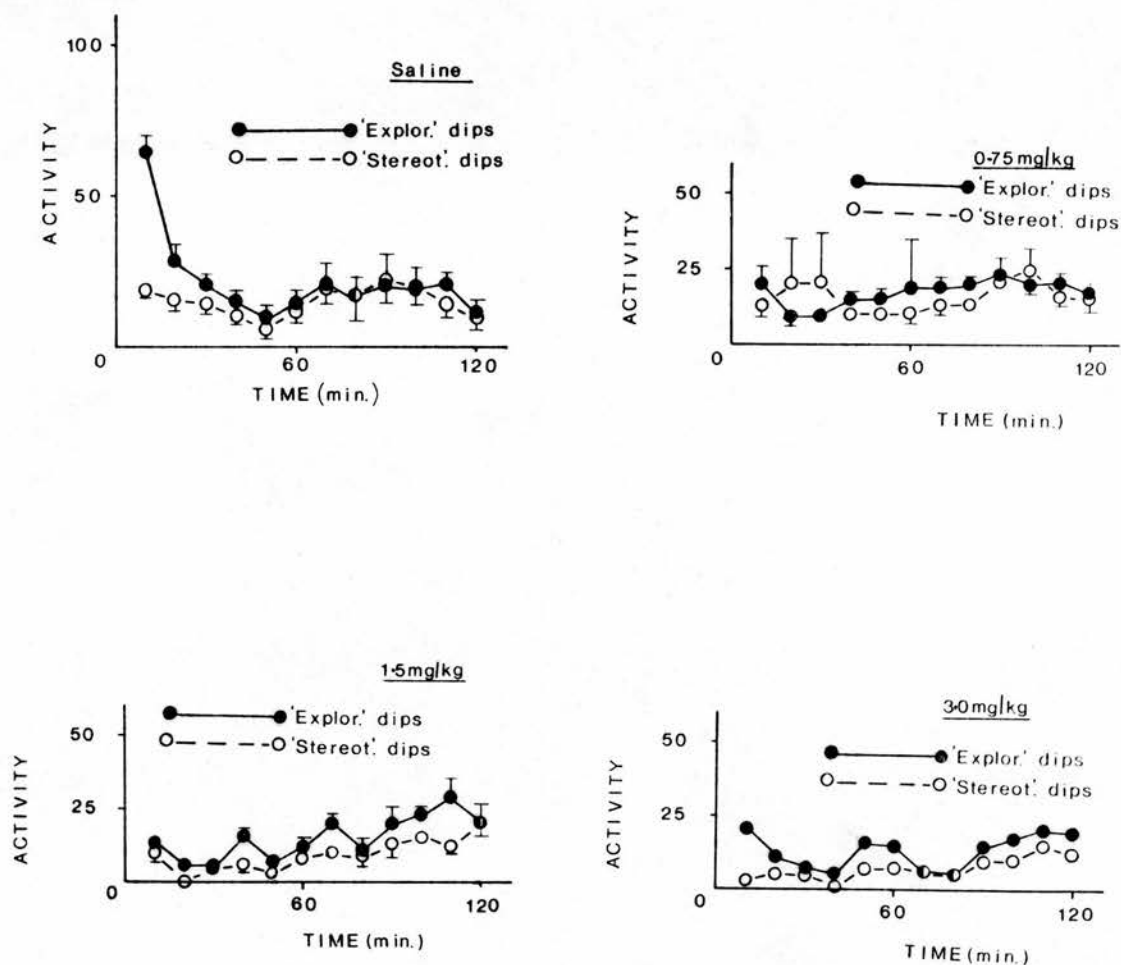 Saline
100
50
0
60
120
ACTIVITY
TIME (min.)
'Explor.' dips
'Stereot'. dips
0·75mg/kg
50
25
0
60
120
ACTIVITY
TIME (min.)
'Explor.' dips
'Stereot'. dips
1·5mg/kg
50
25
0
60
120
ACTIVITY
TIME (min.)
'Explor.' dips
'Stereot'. dips
3·0mg/kg
50
25
0
60
120
ACTIVITY
TIME (min.)
'Explor.' dips
'Stereot'. dips